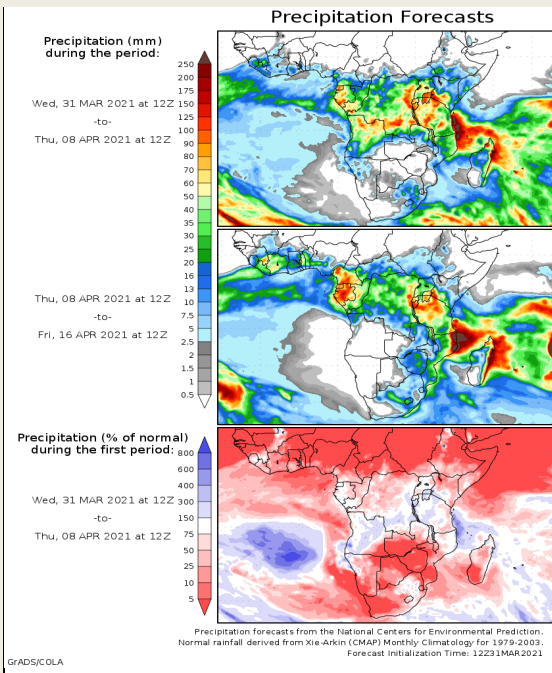 Precipitation Forecasts
Precipitation (mm)
during the period:
Wed, 31 MAR 2021 at 12Z
-to-
Thu, 08 APR 2021 at 12Z
250
200
175
150
125
100
90
80
70
60
50
40
35
30
25
20
16
13
10
7.5
5
2.5
2
1.5
1
0.5
Thu, 08 APR 2021 at 12Z
-to-
Fri, 16 APR 2021 at 12Z
Precipitation (% of normal)
during the first period:
Wed, 31 MAR 2021 at 12Z
-to-
Thu, 08 APR 2021 at 12Z
800
600
400
300
150
75
50
25
10
5
Precipitation forecasts from the National Centers for Environmental Prediction.
Normal rainfall derived from Xie-Arkin (CMAP) Monthly Climatology for 1979-2003.
Forecast Initialization Time: 12Z31MAR2021
GrADS/COLA